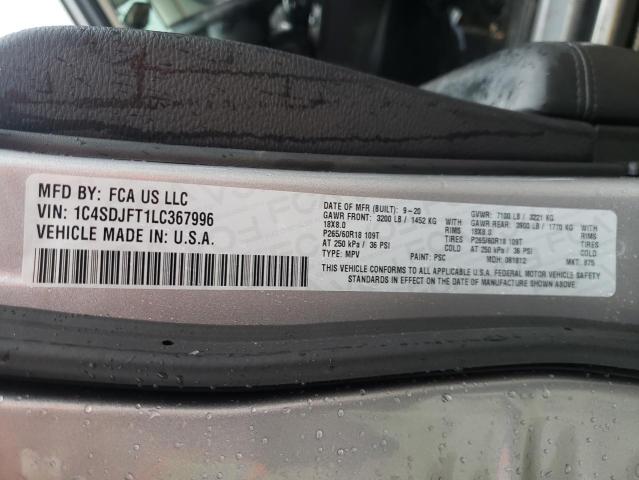 MFD BY: FCA US LLC
VIN: 1C4SDJFT1LC367996
VEHICLE MADE IN: U.S.A.
DATE OF MFR (BUILT): 9-20 GVWR: 7100 LB / 3221 KG
GAWR FRONT: 3200 LB / 1452 KG GAWR REAR: 3900 LB / 1770 KG
18X8.0 RIMS 18X8.0 RIMS
P265/60R18 109T TIRES P265/60R18 109T TIRES
AT 250 kPa / 36 PSI COLD AT 250 kPa / 36 PSI COLD
TYPE: MPV PAINT: PSC MDH: 081812 MKT: 875
THIS VEHICLE CONFORMS TO ALL APPLICABLE U.S.A. FEDERAL MOTOR VEHICLE SAFETY
STANDARDS IN EFFECT ON THE DATE OF MANUFACTURE SHOWN ABOVE.